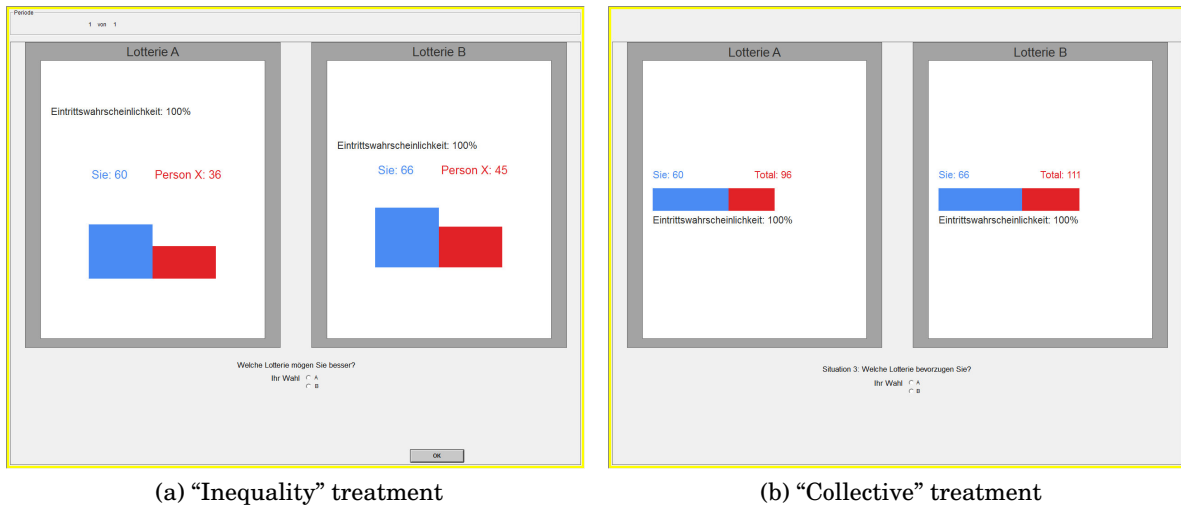 Periode
1 von 1
Lotterie A
Eintrittswahrscheinlichkeit: 100%
Sie: 60 Person X: 36
Lotterie B
Eintrittswahrscheinlichkeit: 100%
Sie: 66 Person X: 45
Welche Lotterie mögen Sie besser?
Ihr Wahl A
B
OK
(a) “Inequality” treatment
Lotterie A
Sie: 60 Total: 96
Eintrittswahrscheinlichkeit: 100%
Lotterie B
Sie: 66 Total: 111
Eintrittswahrscheinlichkeit: 100%
Situation 3: Welche Lotterie bevorzugen Sie?
Ihr Wahl A
B
(b) “Collective” treatment